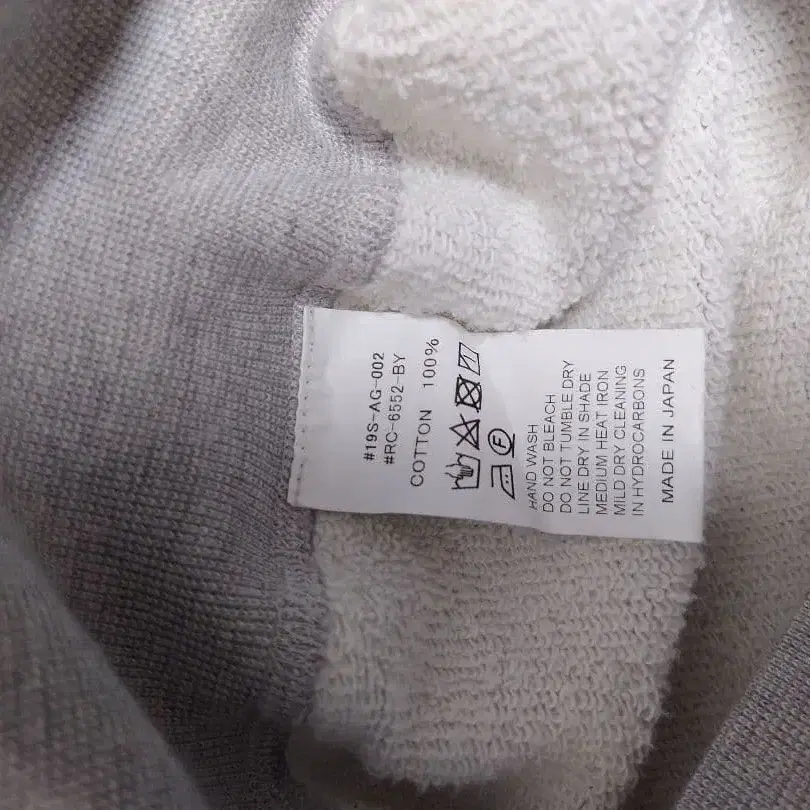 #19S-AG-002
#RC-6552-BY
COTTON 100%
F
HAND WASH
DO NOT BLEACH
DO NOT TUMBLE DRY
LINE DRY IN SHADE
MEDIUM HEAT IRON
MILD DRY CLEANING
IN HYDROCARBONS
MADE IN JAPAN